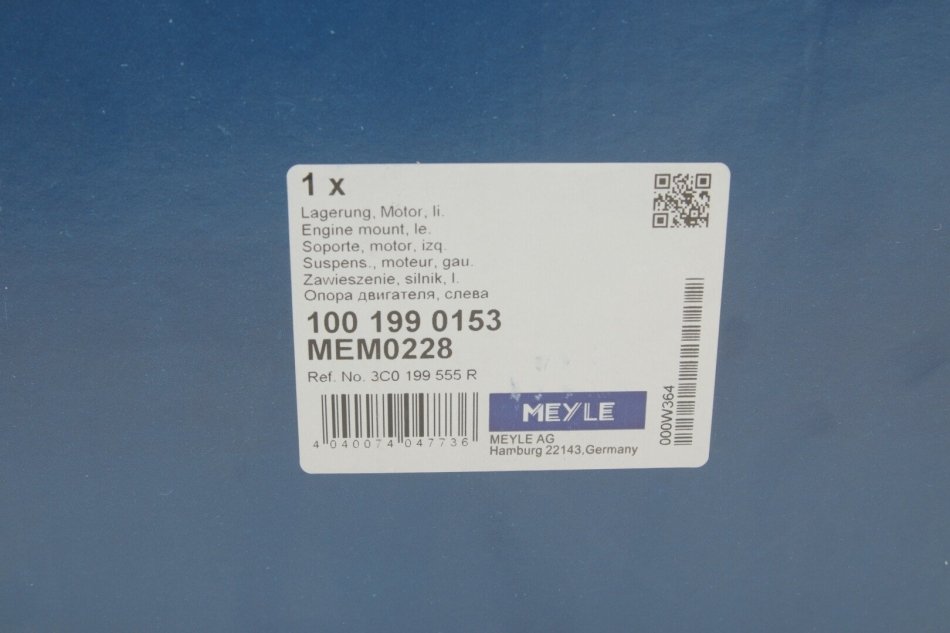 1 x
Lagerung, Motor, li.
Engine mount, le.
Soporte, motor, izq.
Suspens., moteur, gau.
Zawieszenie, silnik, l.
Опора двигателя, слева
100 199 0153
MEM0228
Ref. No. 3C0 199 555 R
4 040074 047736
MEYLE
MEYLE AG
Hamburg 22143,Germany
000W364